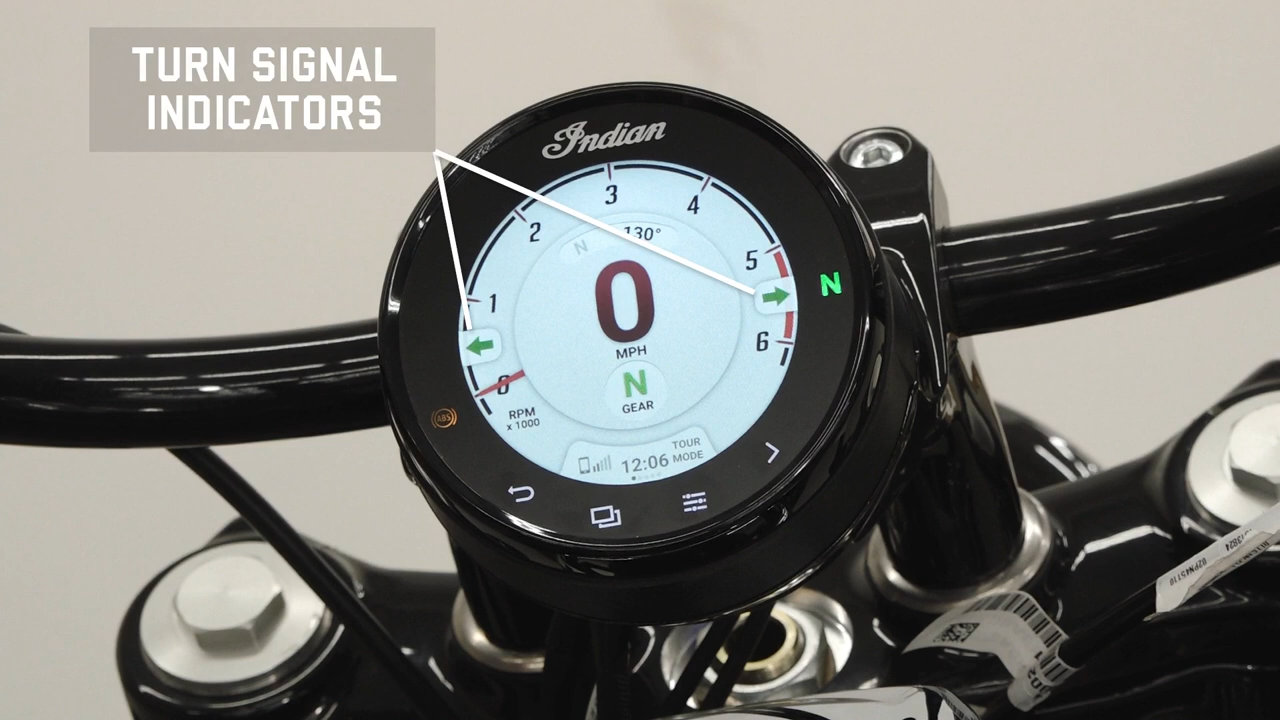 TURN SIGNAL
INDICATORS
Indian
3
4
2
N
130°
5
1
0
N
6
MPH
0
N
GEAR
RPM
x 1000
ABS
12:06
TOUR
MODE
02PN45110